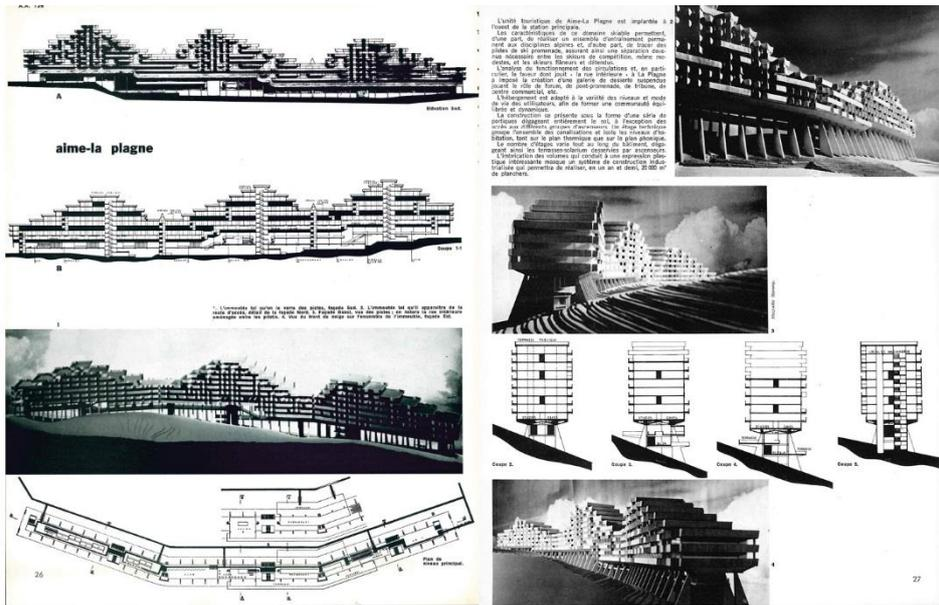 A.A. 126
A
Élévation Sud.
aime-la plagne
Coupe 1-1
B
1. L'immeuble tel qu'on le verra des pistes, façade Sud. 2. L'immeuble tel qu'il apparaîtra de la
route d'accès, détail de la façade Nord. 3. Façade Ouest, vue des pistes ; on notera la rue intérieure
aménagée entre les pilotis. 4. Vue du front de neige sur l'ensemble de l'immeuble, façade Est.
1
Plan de
niveau principal.
26
L'unité touristique de Aime-La Plagne est implantée à
l'ouest de la station principale.
Les caractéristiques de ce domaine skiable permettent,
d'une part, de réaliser un ensemble d'entraînement perma-
nent aux disciplines alpines et, d'autre part, de tracer des
pistes de ski promenade, assurant ainsi une séparation deve-
nue nécessaire entre les skieurs de compétition, même mo-
destes, et les skieurs flâneurs et détendus.
L'analyse du fonctionnement des circulations et, en parti-
culier, la faveur dont jouit « la rue intérieure » à La Plagne
a imposé la création d'une galerie de desserte suspendue
jouant le rôle de forum, de pont-promenade, de tribune, de
centre commercial, etc.
L'hébergement est adapté à la variété des niveaux et mode
de vie des utilisateurs, afin de former une communauté équi-
librée et dynamique.
La construction se présente sous la forme d'une série de
portiques dégageant entièrement le sol, à l'exception des
accès aux différents groupes d'ascenseurs. Un étage technique
groupe l'ensemble des canalisations et isole les niveaux d'ha-
bitation, tant sur le plan thermique que sur le plan phonique.
Le nombre d'étages varie tout au long du bâtiment, déga-
geant ainsi les terrasses-solarium desservies par ascenseurs.
L'imbrication des volumes qui conduit à une expression plas-
tique intéressante masque un système de construction indus-
trialisée qui permettra de réaliser, en un an et demi, 20 000 m²
de planchers.
2
3
TERRASSE PUBLIQUE
Coupe 2.
Coupe 3.
Coupe 4.
Coupe 5.
4
27